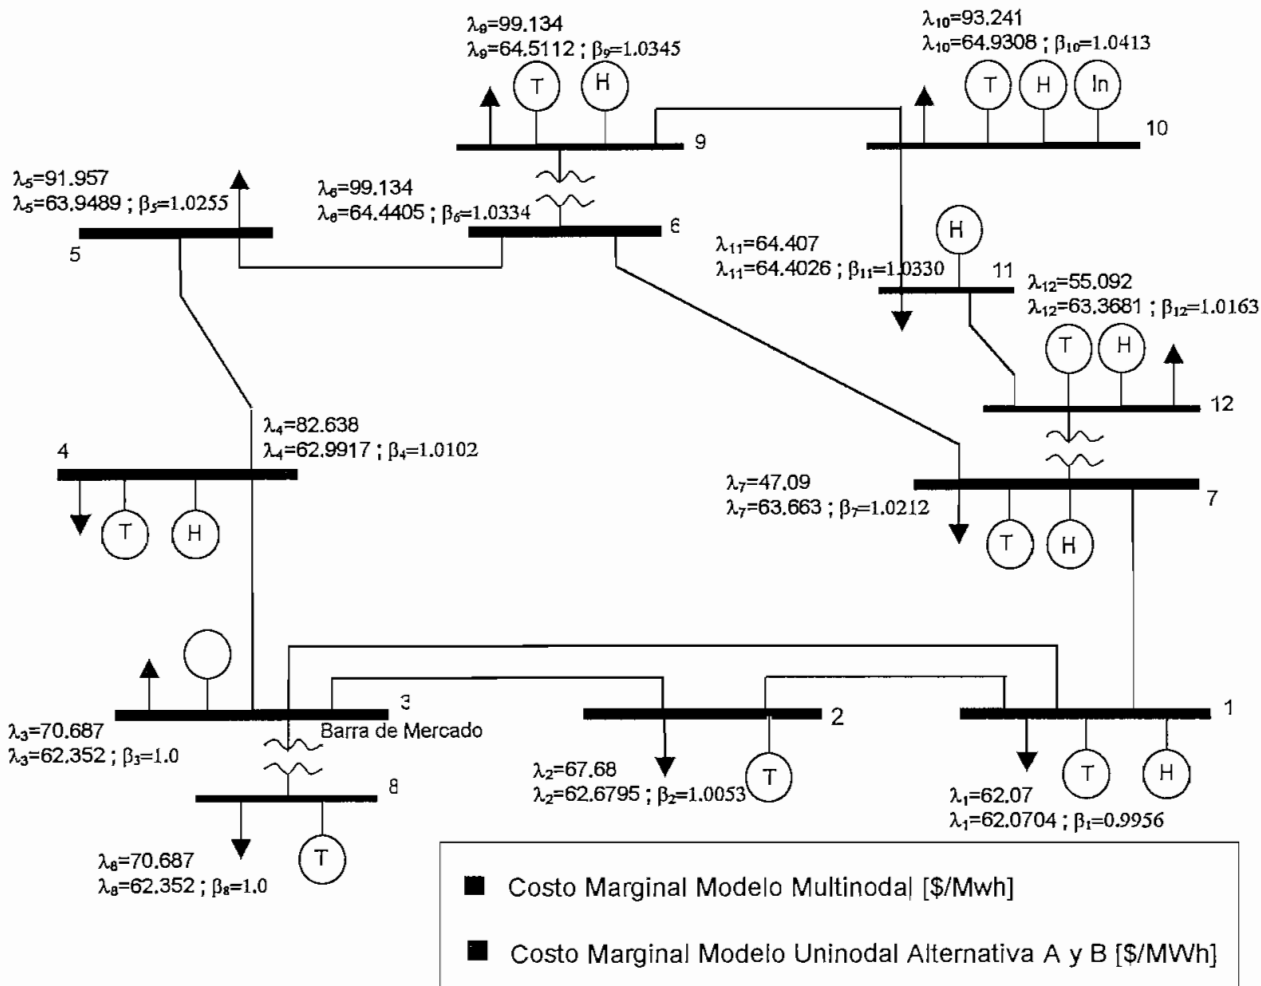 λ9=99.134
λ9=64.5112 ; β9=1.0345
T
H
9
λ10=93.241
λ10=64.9308 ; β10=1.0413
T
H
In
10
λ5=91.957
λ5=63.9489 ; β5=1.0255
5
λ6=99.134
λ6=64.4405 ; β6=1.0334
6
λ11=64.407
λ11=64.4026 ; β11=1.0330
H
11
λ12=55.092
λ12=63.3681 ; β12=1.0163
T
H
12
λ4=82.638
λ4=62.9917 ; β4=1.0102
4
T
H
λ7=47.09
λ7=63.663 ; β7=1.0212
7
T
H
3
Barra de Mercado
λ3=70.687
λ3=62.352 ; β3=1.0
2
T
λ2=67.68
λ2=62.6795 ; β2=1.0053
1
T
H
λ1=62.07
λ1=62.0704 ; β1=0.9956
8
T
λ8=70.687
λ8=62.352 ; β8=1.0
Costo Marginal Modelo Multinodal [$/Mwh]
Costo Marginal Modelo Uninodal Alternativa A y B [$/MWh]